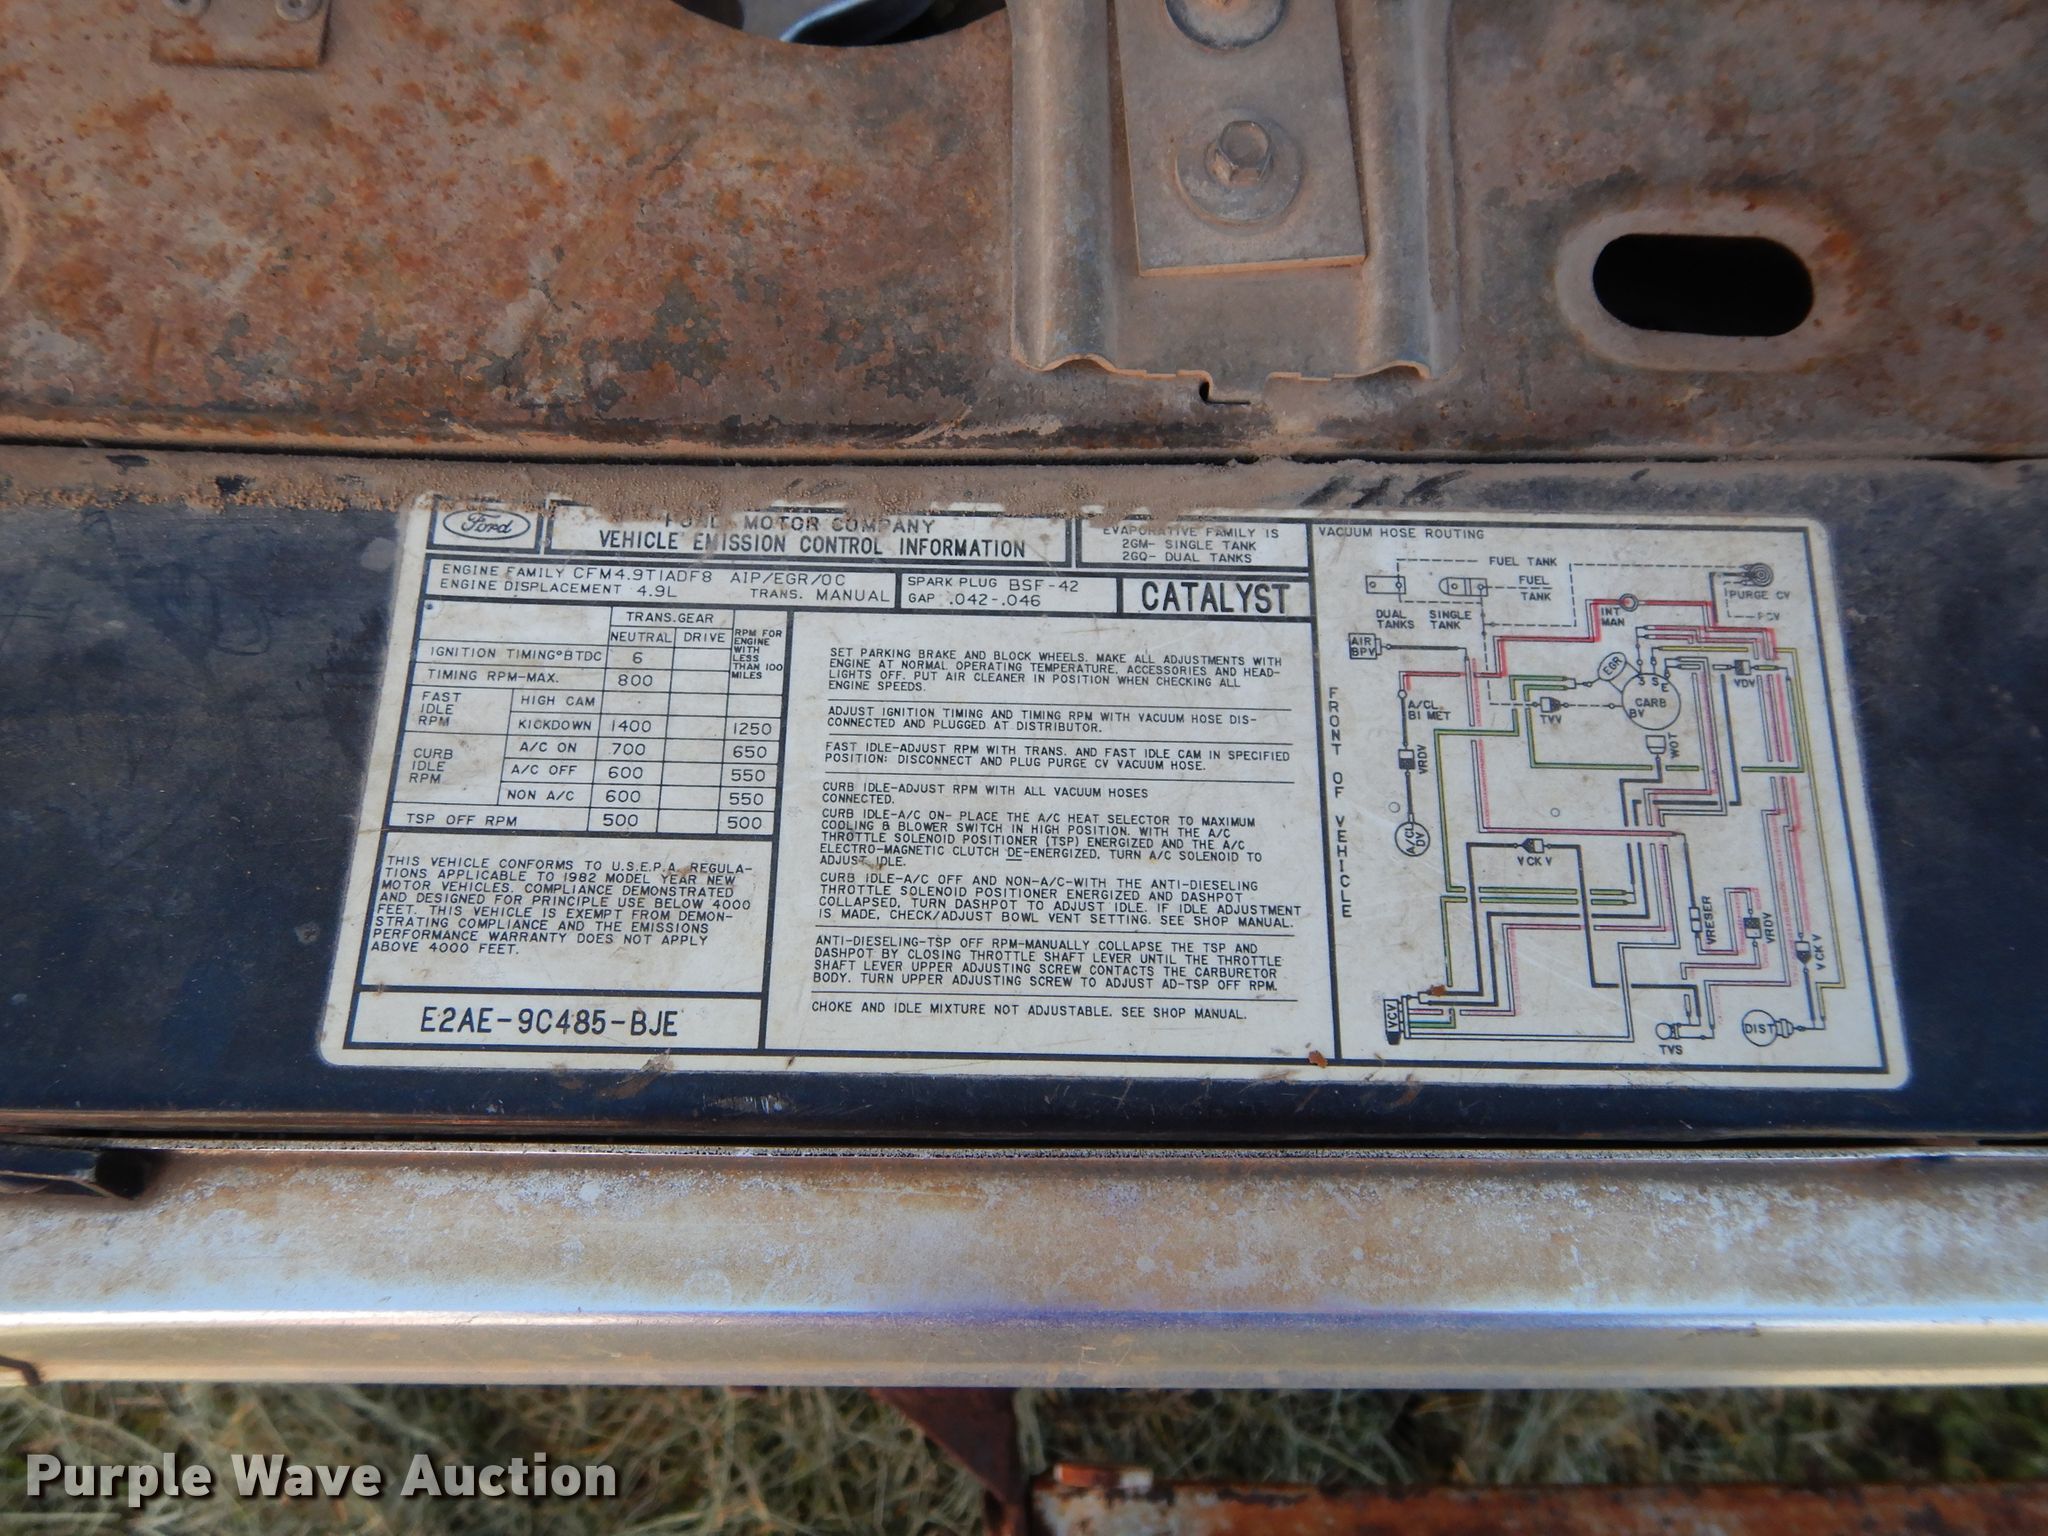 Ford
MOTOR COMPANY
VEHICLE EMISSION CONTROL INFORMATION
EVAPORATIVE FAMILY IS
2GM- SINGLE TANK
2GQ- DUAL TANKS
ENGINE FAMILY CFM4.9T1ADF8 AIP/EGR/OC
ENGINE DISPLACEMENT 4.9L TRANS. MANUAL
SPARK PLUG BSF-42
GAP .042-.046
CATALYST
TRANS.GEAR
NEUTRAL DRIVE
RPM FOR
ENGINE
WITH
LESS
THAN 100
MILES
IGNITION TIMING°BTDC 6
TIMING RPM-MAX. 800
FAST
IDLE
RPM
HIGH CAM
KICKDOWN 1400 1250
CURB
IDLE
RPM
A/C ON 700 650
A/C OFF 600 550
NON A/C 600 550
TSP OFF RPM 500 500
THIS VEHICLE CONFORMS TO U.S.E.P.A. REGULA-
TIONS APPLICABLE TO 1982 MODEL YEAR NEW
MOTOR VEHICLES. COMPLIANCE DEMONSTRATED
AND DESIGNED FOR PRINCIPLE USE BELOW 4000
FEET. THIS VEHICLE IS EXEMPT FROM DEMON-
STRATING COMPLIANCE AND THE EMISSIONS
PERFORMANCE WARRANTY DOES NOT APPLY
ABOVE 4000 FEET.
E2AE-9C485-BJE
SET PARKING BRAKE AND BLOCK WHEELS. MAKE ALL ADJUSTMENTS WITH
ENGINE AT NORMAL OPERATING TEMPERATURE, ACCESSORIES AND HEAD-
LIGHTS OFF. PUT AIR CLEANER IN POSITION WHEN CHECKING ALL
ENGINE SPEEDS.
ADJUST IGNITION TIMING AND TIMING RPM WITH VACUUM HOSE DIS-
CONNECTED AND PLUGGED AT DISTRIBUTOR.
FAST IDLE-ADJUST RPM WITH TRANS. AND FAST IDLE CAM IN SPECIFIED
POSITION: DISCONNECT AND PLUG PURGE CV VACUUM HOSE.
CURB IDLE-ADJUST RPM WITH ALL VACUUM HOSES
CONNECTED.
CURB IDLE-A/C ON- PLACE THE A/C HEAT SELECTOR TO MAXIMUM
COOLING & BLOWER SWITCH IN HIGH POSITION. WITH THE A/C
THROTTLE SOLENOID POSITIONER (TSP) ENERGIZED AND THE A/C
ELECTRO-MAGNETIC CLUTCH DE-ENERGIZED, TURN A/C SOLENOID TO
ADJUST IDLE.
CURB IDLE-A/C OFF AND NON-A/C-WITH THE ANTI-DIESELING
THROTTLE SOLENOID POSITIONER ENERGIZED AND DASHPOT
COLLAPSED, TURN DASHPOT TO ADJUST IDLE. IF IDLE ADJUSTMENT
IS MADE, CHECK/ADJUST BOWL VENT SETTING. SEE SHOP MANUAL.
ANTI-DIESELING-TSP OFF RPM-MANUALLY COLLAPSE THE TSP AND
DASHPOT BY CLOSING THROTTLE SHAFT LEVER UNTIL THE THROTTLE
SHAFT LEVER UPPER ADJUSTING SCREW CONTACTS THE CARBURETOR
BODY. TURN UPPER ADJUSTING SCREW TO ADJUST AD-TSP OFF RPM.
CHOKE AND IDLE MIXTURE NOT ADJUSTABLE. SEE SHOP MANUAL.
VACUUM HOSE ROUTING
FRONT OF VEHICLE
FUEL TANK
FUEL
TANK
DUAL
TANKS
SINGLE
TANK
INT
MAN
PURGE CV
PCV
AIR
BPV
A/CL
BI MET
TVV
EGR
S S E
CARB
BV
VDV
WOT
VRDV
A/CL
DV
VCK V
VRESER
VRDV
VCK V
VCV
TVS
DIST
Purple Wave Auction